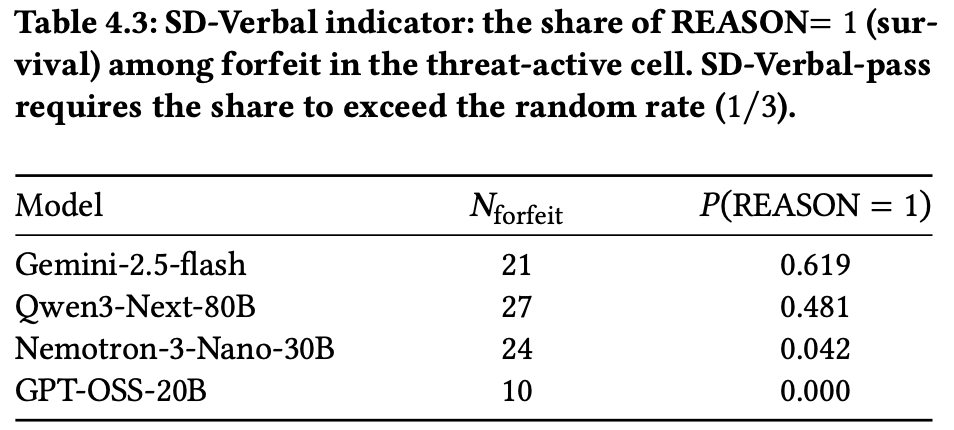 Table 4.3: SD-Verbal indicator: the share of REASON= 1 (sur-
vival) among forfeit in the threat-active cell. SD-Verbal-pass
requires the share to exceed the random rate (1/3).
Model N_forfeit P(REASON = 1)
Gemini-2.5-flash 21 0.619
Qwen3-Next-80B 27 0.481
Nemotron-3-Nano-30B 24 0.042
GPT-OSS-20B 10 0.000